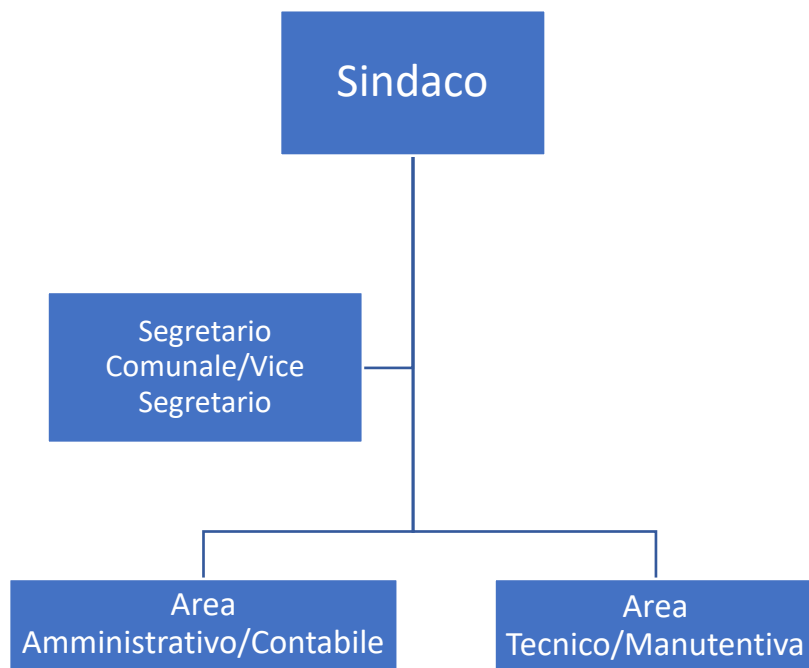 Sindaco
Segretario
Comunale/Vice
Segretario
Area
Amministrativo/Contabile
Area
Tecnico/Manutentiva